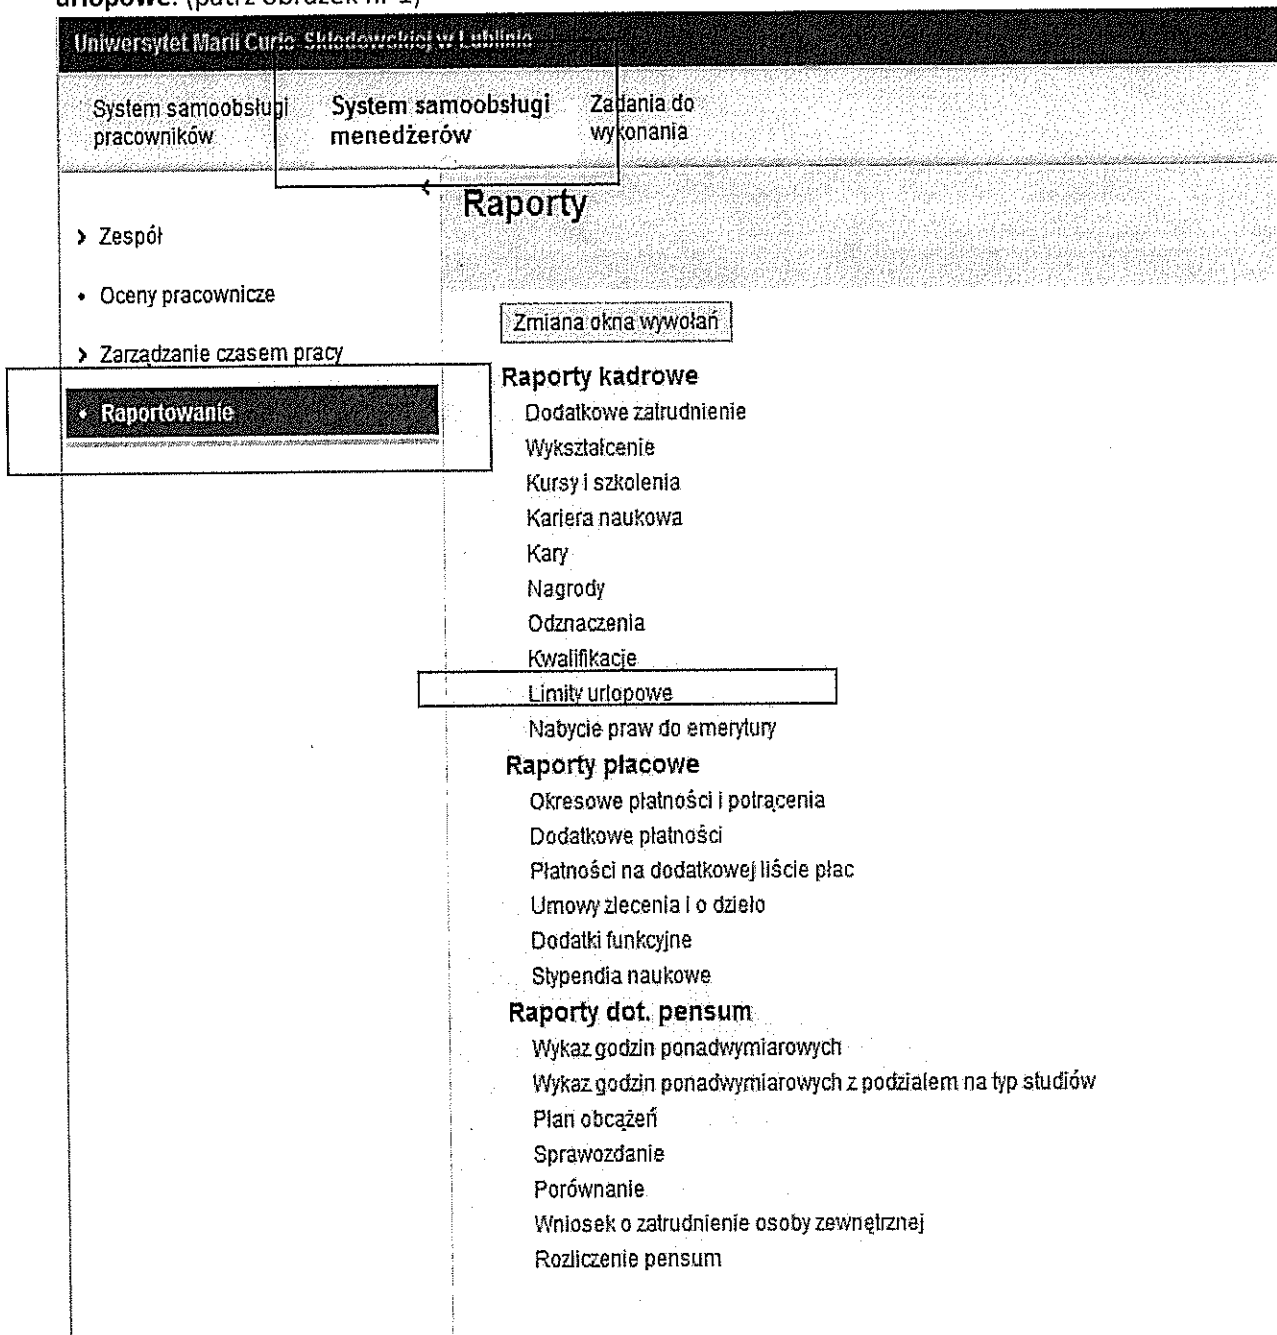 urlopowe. (patrz obrazek nr 1)
Uniwersytet Marii Curie-Skłodowskiej w Lublinie
System samoobsługi pracowników
System samoobsługi menedżerów
Zadania do wykonania
Raporty
› Zespół
• Oceny pracownicze
› Zarządzanie czasem pracy
• Raportowanie
Zmiana okna wywołań
Raporty kadrowe
Dodatkowe zatrudnienie
Wykształcenie
Kursy i szkolenia
Kariera naukowa
Kary
Nagrody
Odznaczenia
Kwalifikacje
Limity urlopowe
Nabycie praw do emerytury
Raporty płacowe
Okresowe płatności i potrącenia
Dodatkowe płatności
Płatności na dodatkowej liście płac
Umowy zlecenia i o dzieło
Dodatki funkcyjne
Stypendia naukowe
Raporty dot. pensum
Wykaz godzin ponadwymiarowych
Wykaz godzin ponadwymiarowych z podziałem na typ studiów
Plan obciążeń
Sprawozdanie
Porównanie
Wniosek o zatrudnienie osoby zewnętrznej
Rozliczenie pensum